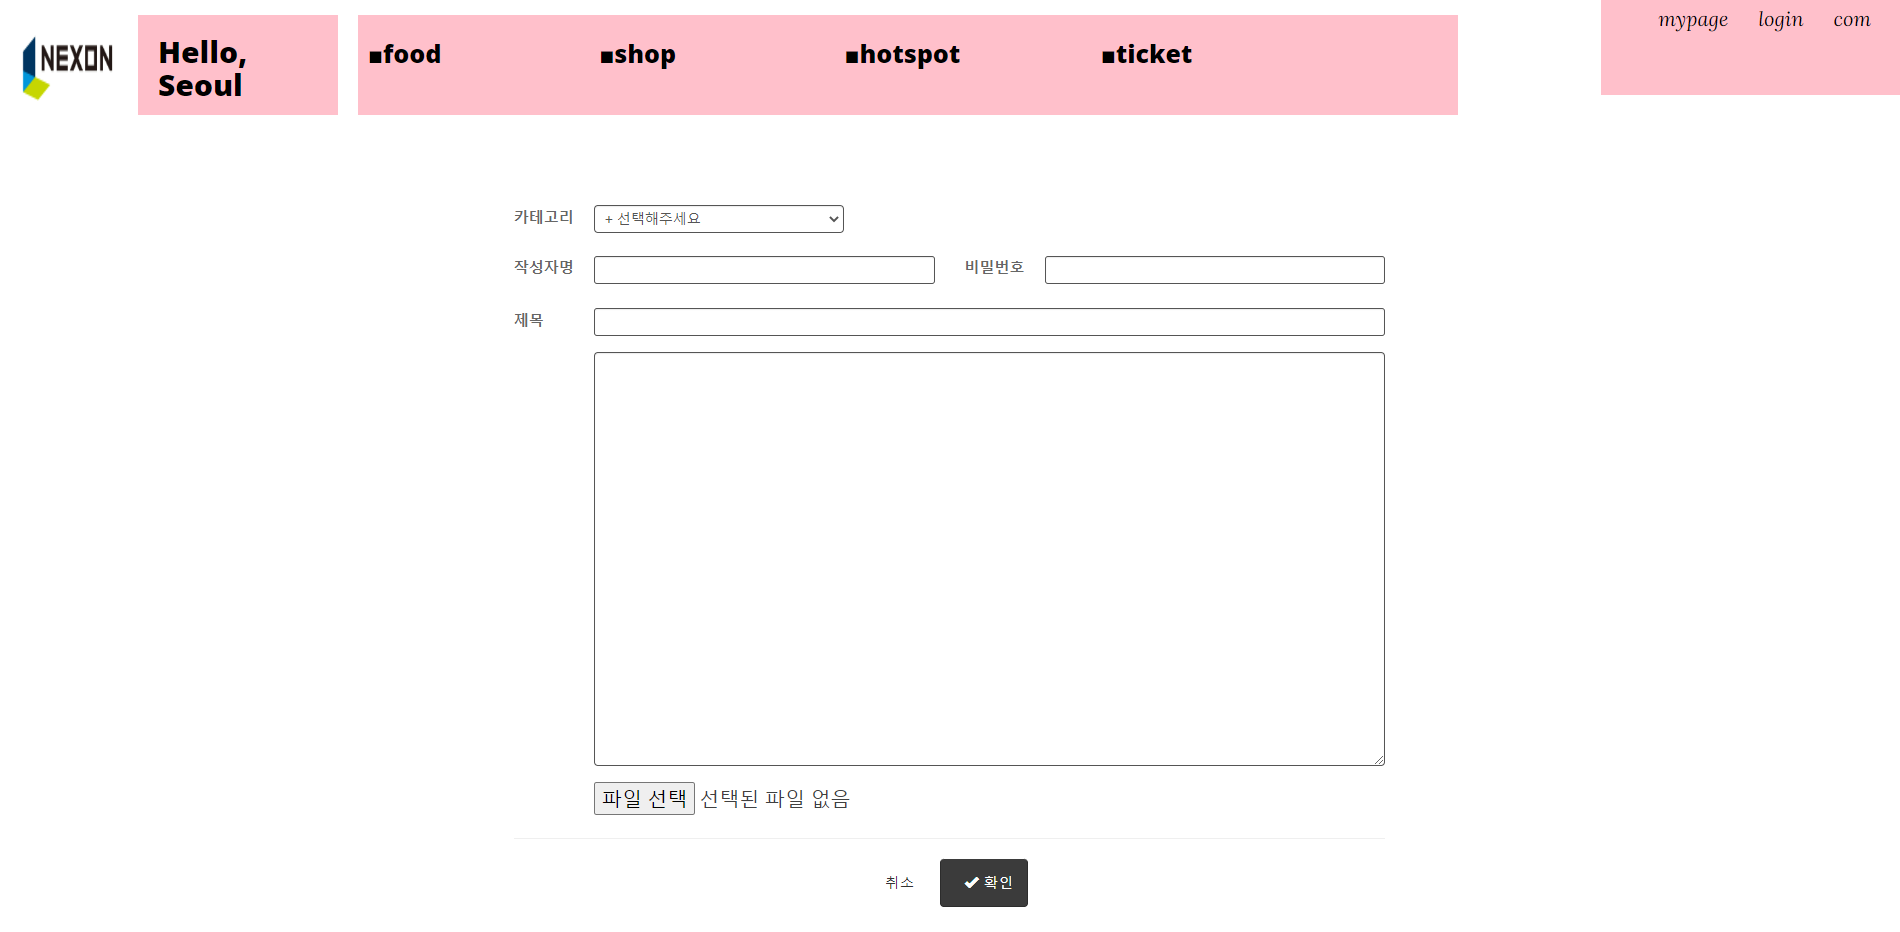 NEXON
Hello,
Seoul
■food ■shop ■hotspot ■ticket
mypage login com
카테고리 + 선택해주세요
작성자명 비밀번호
제목
파일 선택 선택된 파일 없음
취소 ✔ 확인